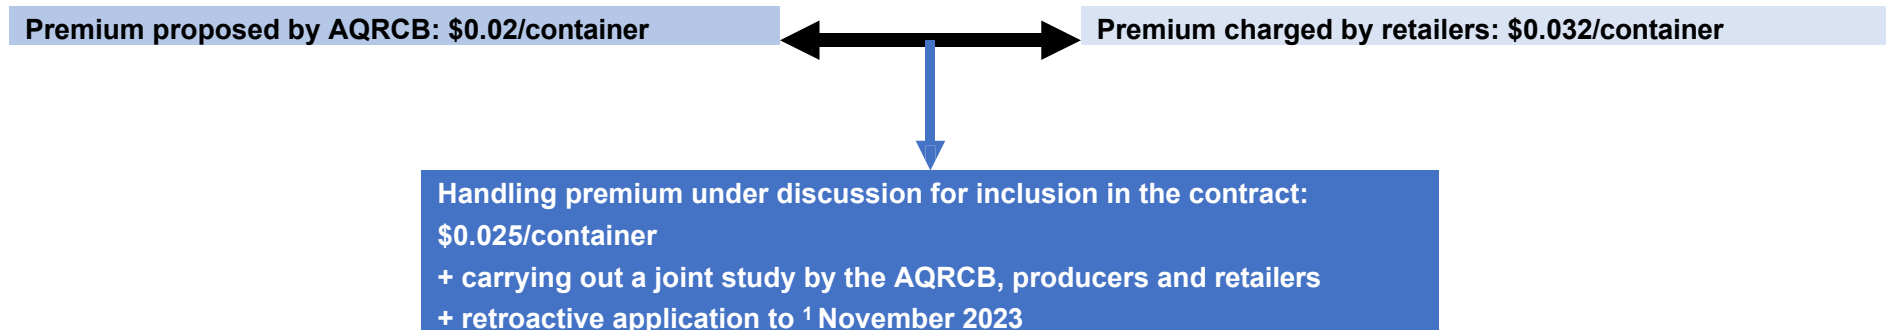 Premium proposed by AQRCB: $0.02/container
Premium charged by retailers: $0.032/container
Handling premium under discussion for inclusion in the contract:
$0.025/container
+ carrying out a joint study by the AQRCB, producers and retailers
+ retroactive application to ¹ November 2023